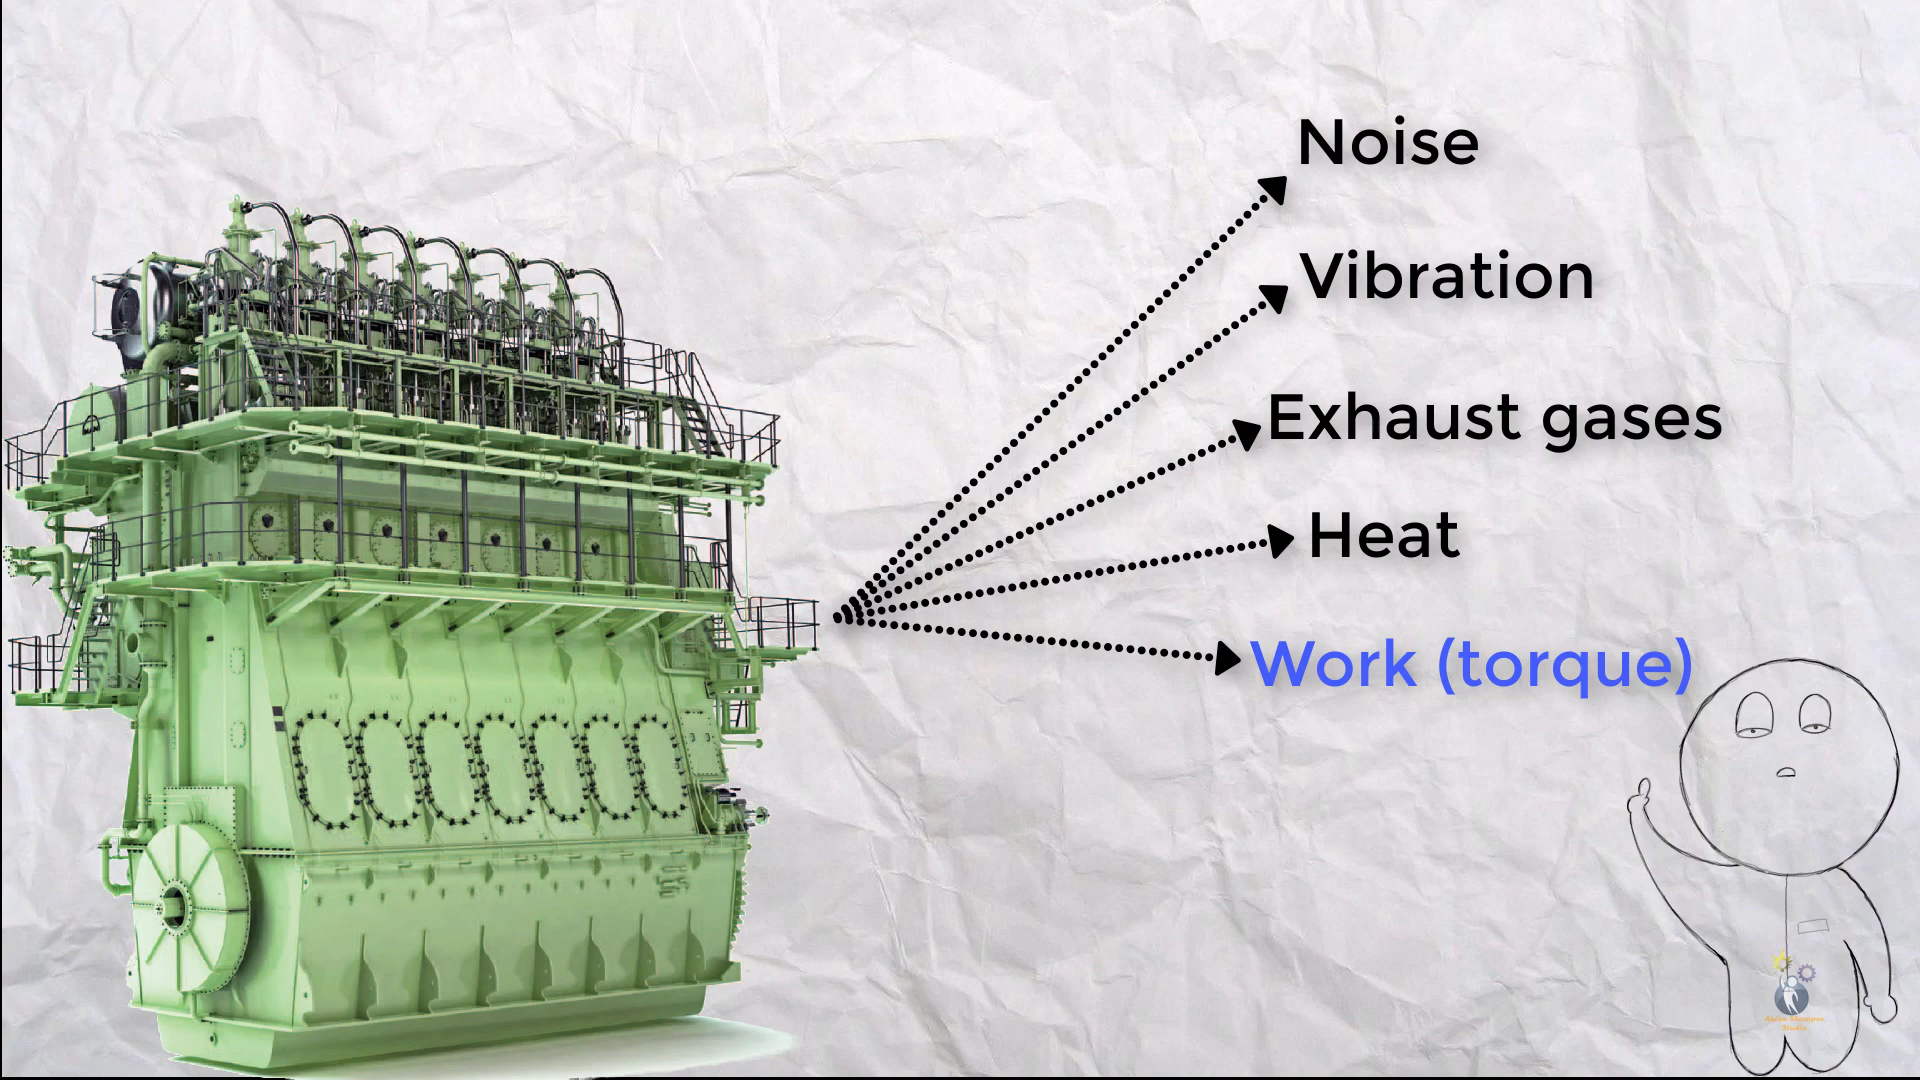 Noise
Vibration
Exhaust gases
Heat
Work (torque)